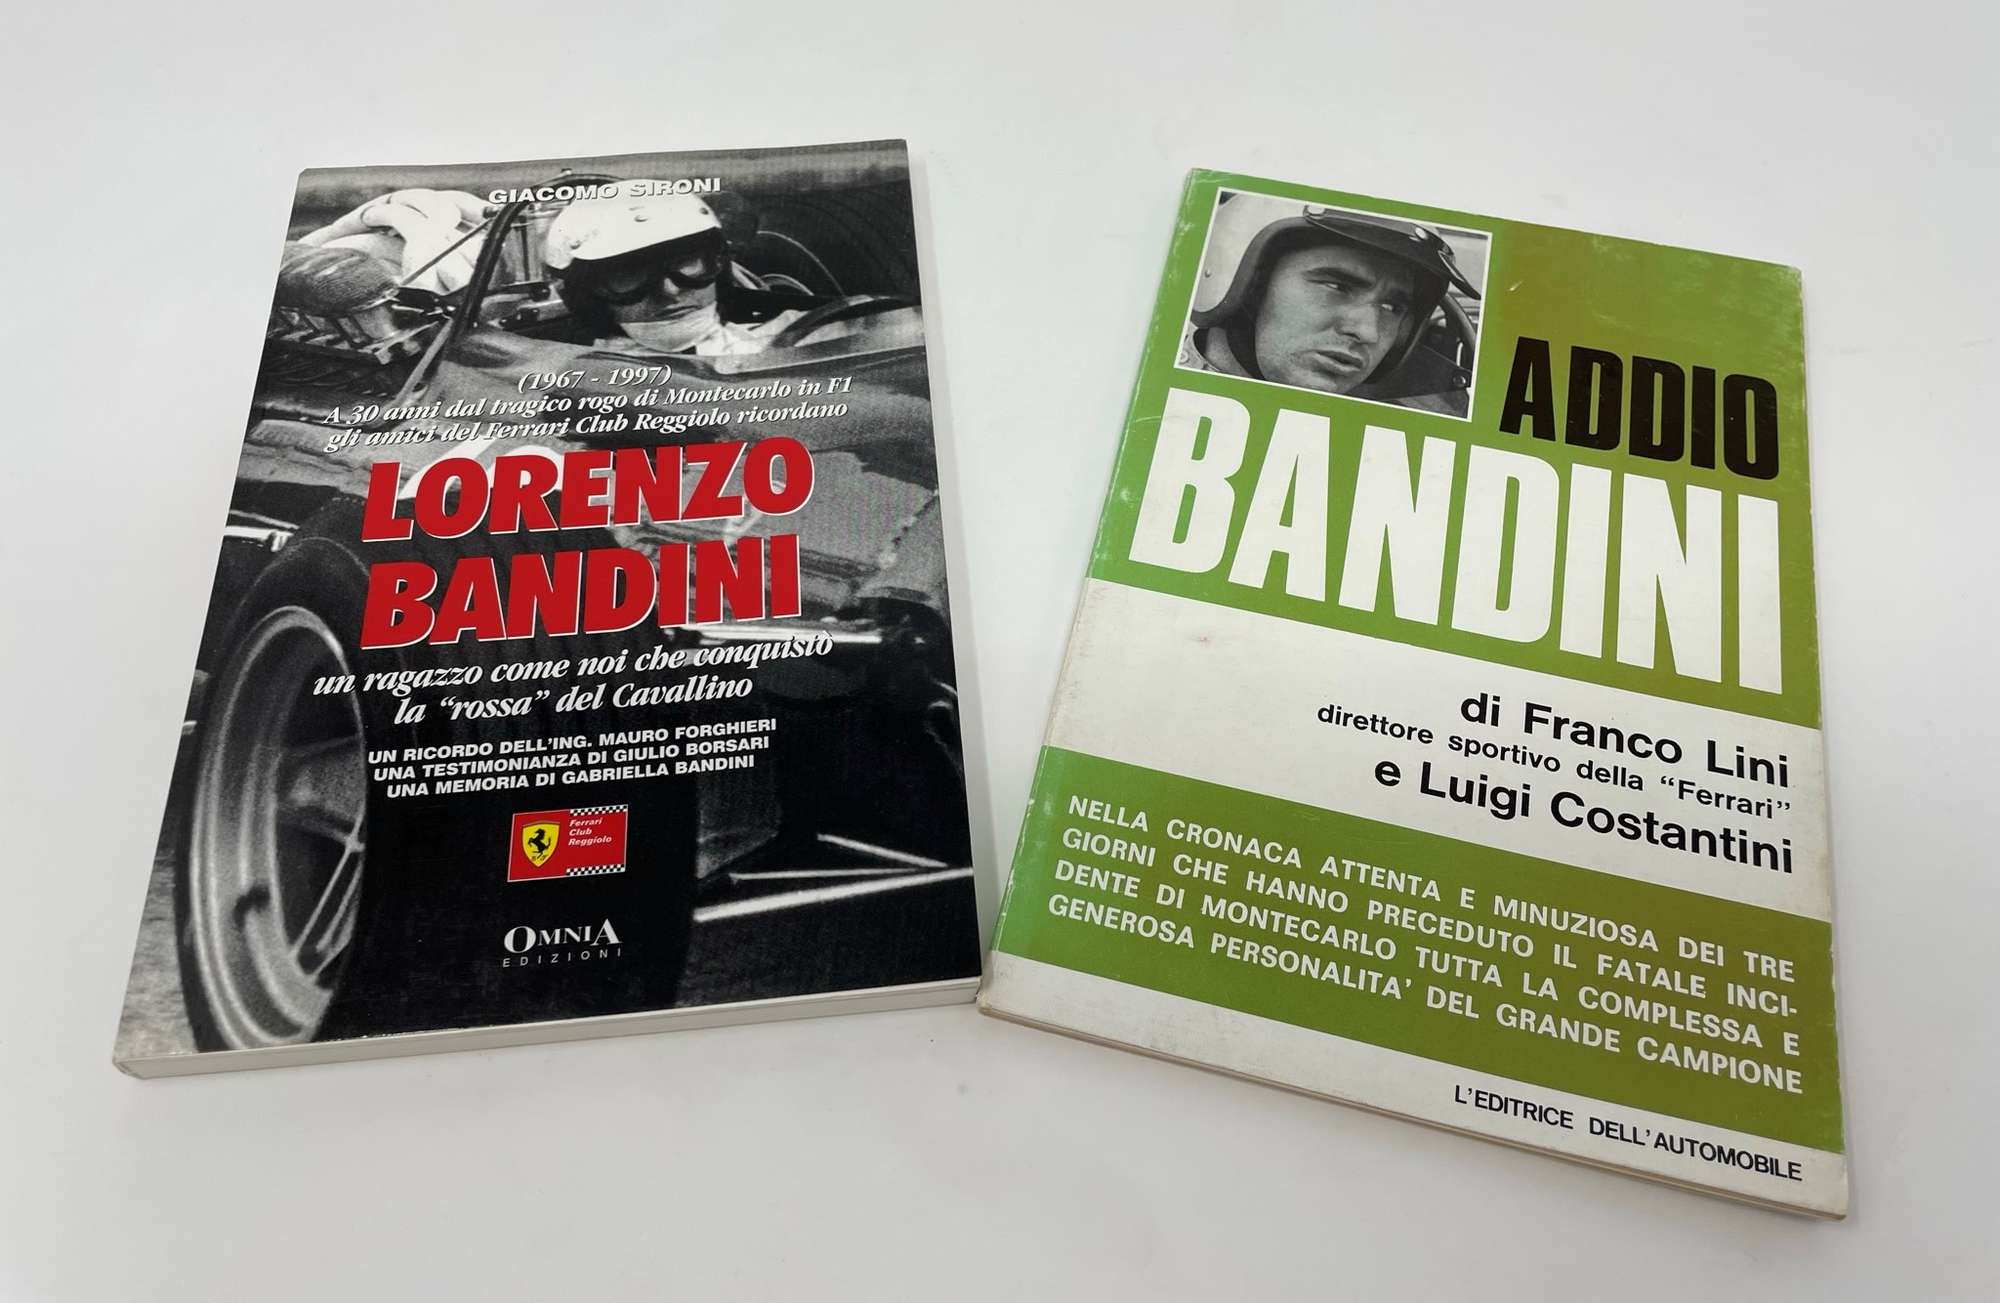 GIACOMO SIRONI
(1967 - 1997)
A 30 anni dal tragico rogo di Montecarlo in F1
gli amici del Ferrari Club Reggiolo ricordano
LORENZO
BANDINI
un ragazzo come noi che conquistò
la "rossa" del Cavallino
UN RICORDO DELL'ING. MAURO FORGHIERI
UNA TESTIMONIANZA DI GIULIO BORSARI
UNA MEMORIA DI GABRIELLA BANDINI
Ferrari
Club
Reggiolo
OMNIA
EDIZIONI
ADDIO
BANDINI
di Franco Lini
direttore sportivo della "Ferrari"
e Luigi Costantini
NELLA CRONACA ATTENTA E MINUZIOSA DEI TRE
GIORNI CHE HANNO PRECEDUTO IL FATALE INCI-
DENTE DI MONTECARLO TUTTA LA COMPLESSA E
GENEROSA PERSONALITA' DEL GRANDE CAMPIONE
L'EDITRICE DELL'AUTOMOBILE